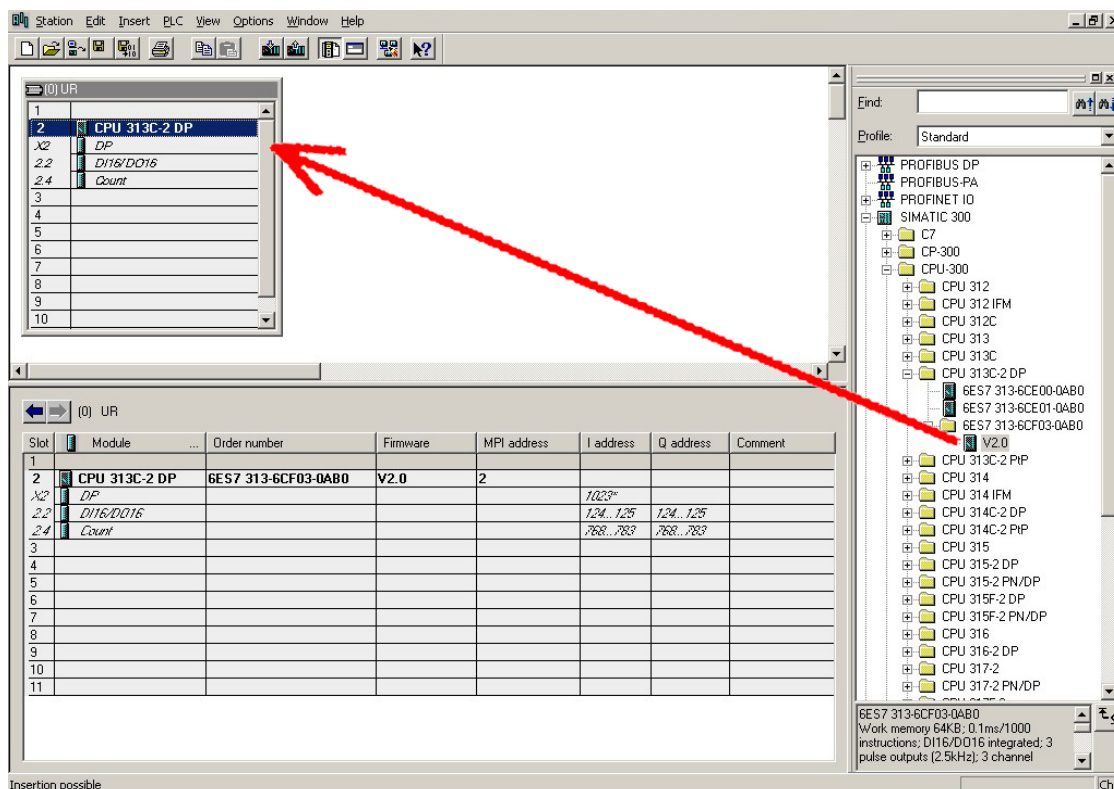 Station Edit Insert PLC View Options Window Help
(0) UR
1
2 CPU 313C-2 DP
X2 DP
2.2 DI16/DO16
2.4 Count
3
4
5
6
7
8
9
10
Find:
Profile: Standard
PROFIBUS DP
PROFIBUS-PA
PROFINET IO
SIMATIC 300
C7
CP-300
CPU-300
CPU 312
CPU 312 IFM
CPU 312C
CPU 313
CPU 313C
CPU 313C-2 DP
6ES7 313-6CE00-0AB0
6ES7 313-6CE01-0AB0
6ES7 313-6CF03-0AB0
V2.0
CPU 313C-2 PtP
CPU 314
CPU 314 IFM
CPU 314C-2 DP
CPU 314C-2 PtP
CPU 315
CPU 315-2 DP
CPU 315-2 PN/DP
CPU 315F-2 DP
CPU 315F-2 PN/DP
CPU 316
CPU 316-2 DP
CPU 317-2
CPU 317-2 PN/DP
6ES7 313-6CF03-0AB0
Work memory 64KB; 0.1ms/1000
instructions; DI16/DO16 integrated; 3
pulse outputs (2.5kHz); 3 channel
(0) UR
Slot Module ... Order number Firmware MPI address I address Q address Comment
1
2 CPU 313C-2 DP 6ES7 313-6CF03-0AB0 V2.0 2
X2 DP 1023*
2.2 DI16/DO16 124...125 124...125
2.4 Count 768...783 768...783
3
4
5
6
7
8
9
10
11
Insertion possible
Ch